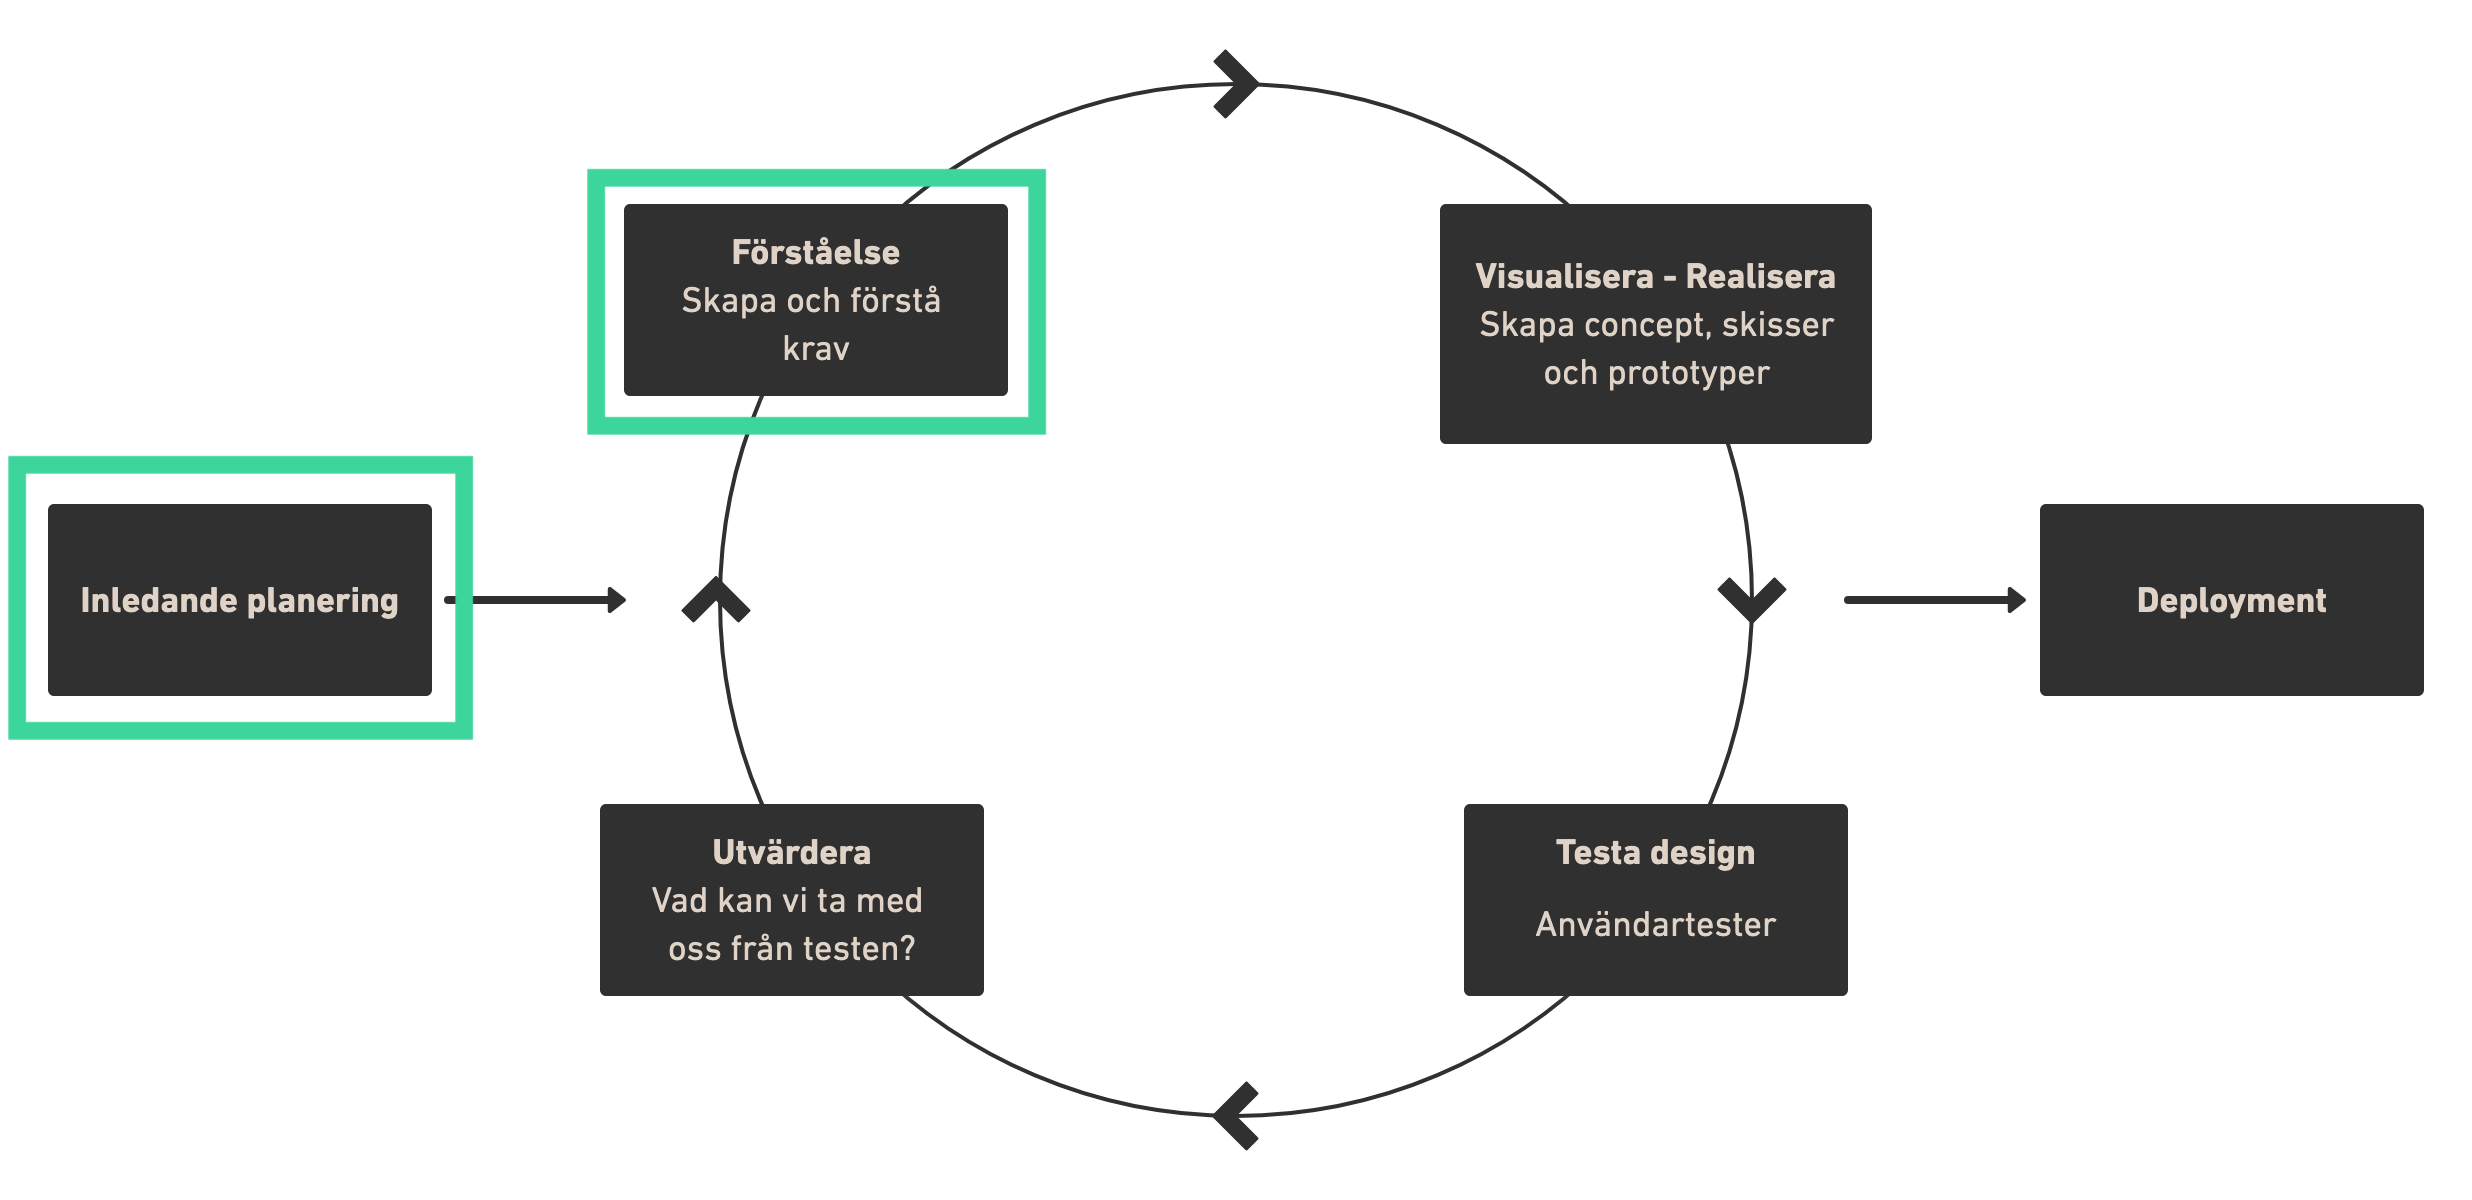 Inledande planering
Förståelse
Skapa och förstå
krav
Visualisera - Realisera
Skapa concept, skisser
och prototyper
Testa design
Användartester
Utvärdera
Vad kan vi ta med
oss från testen?
Deployment